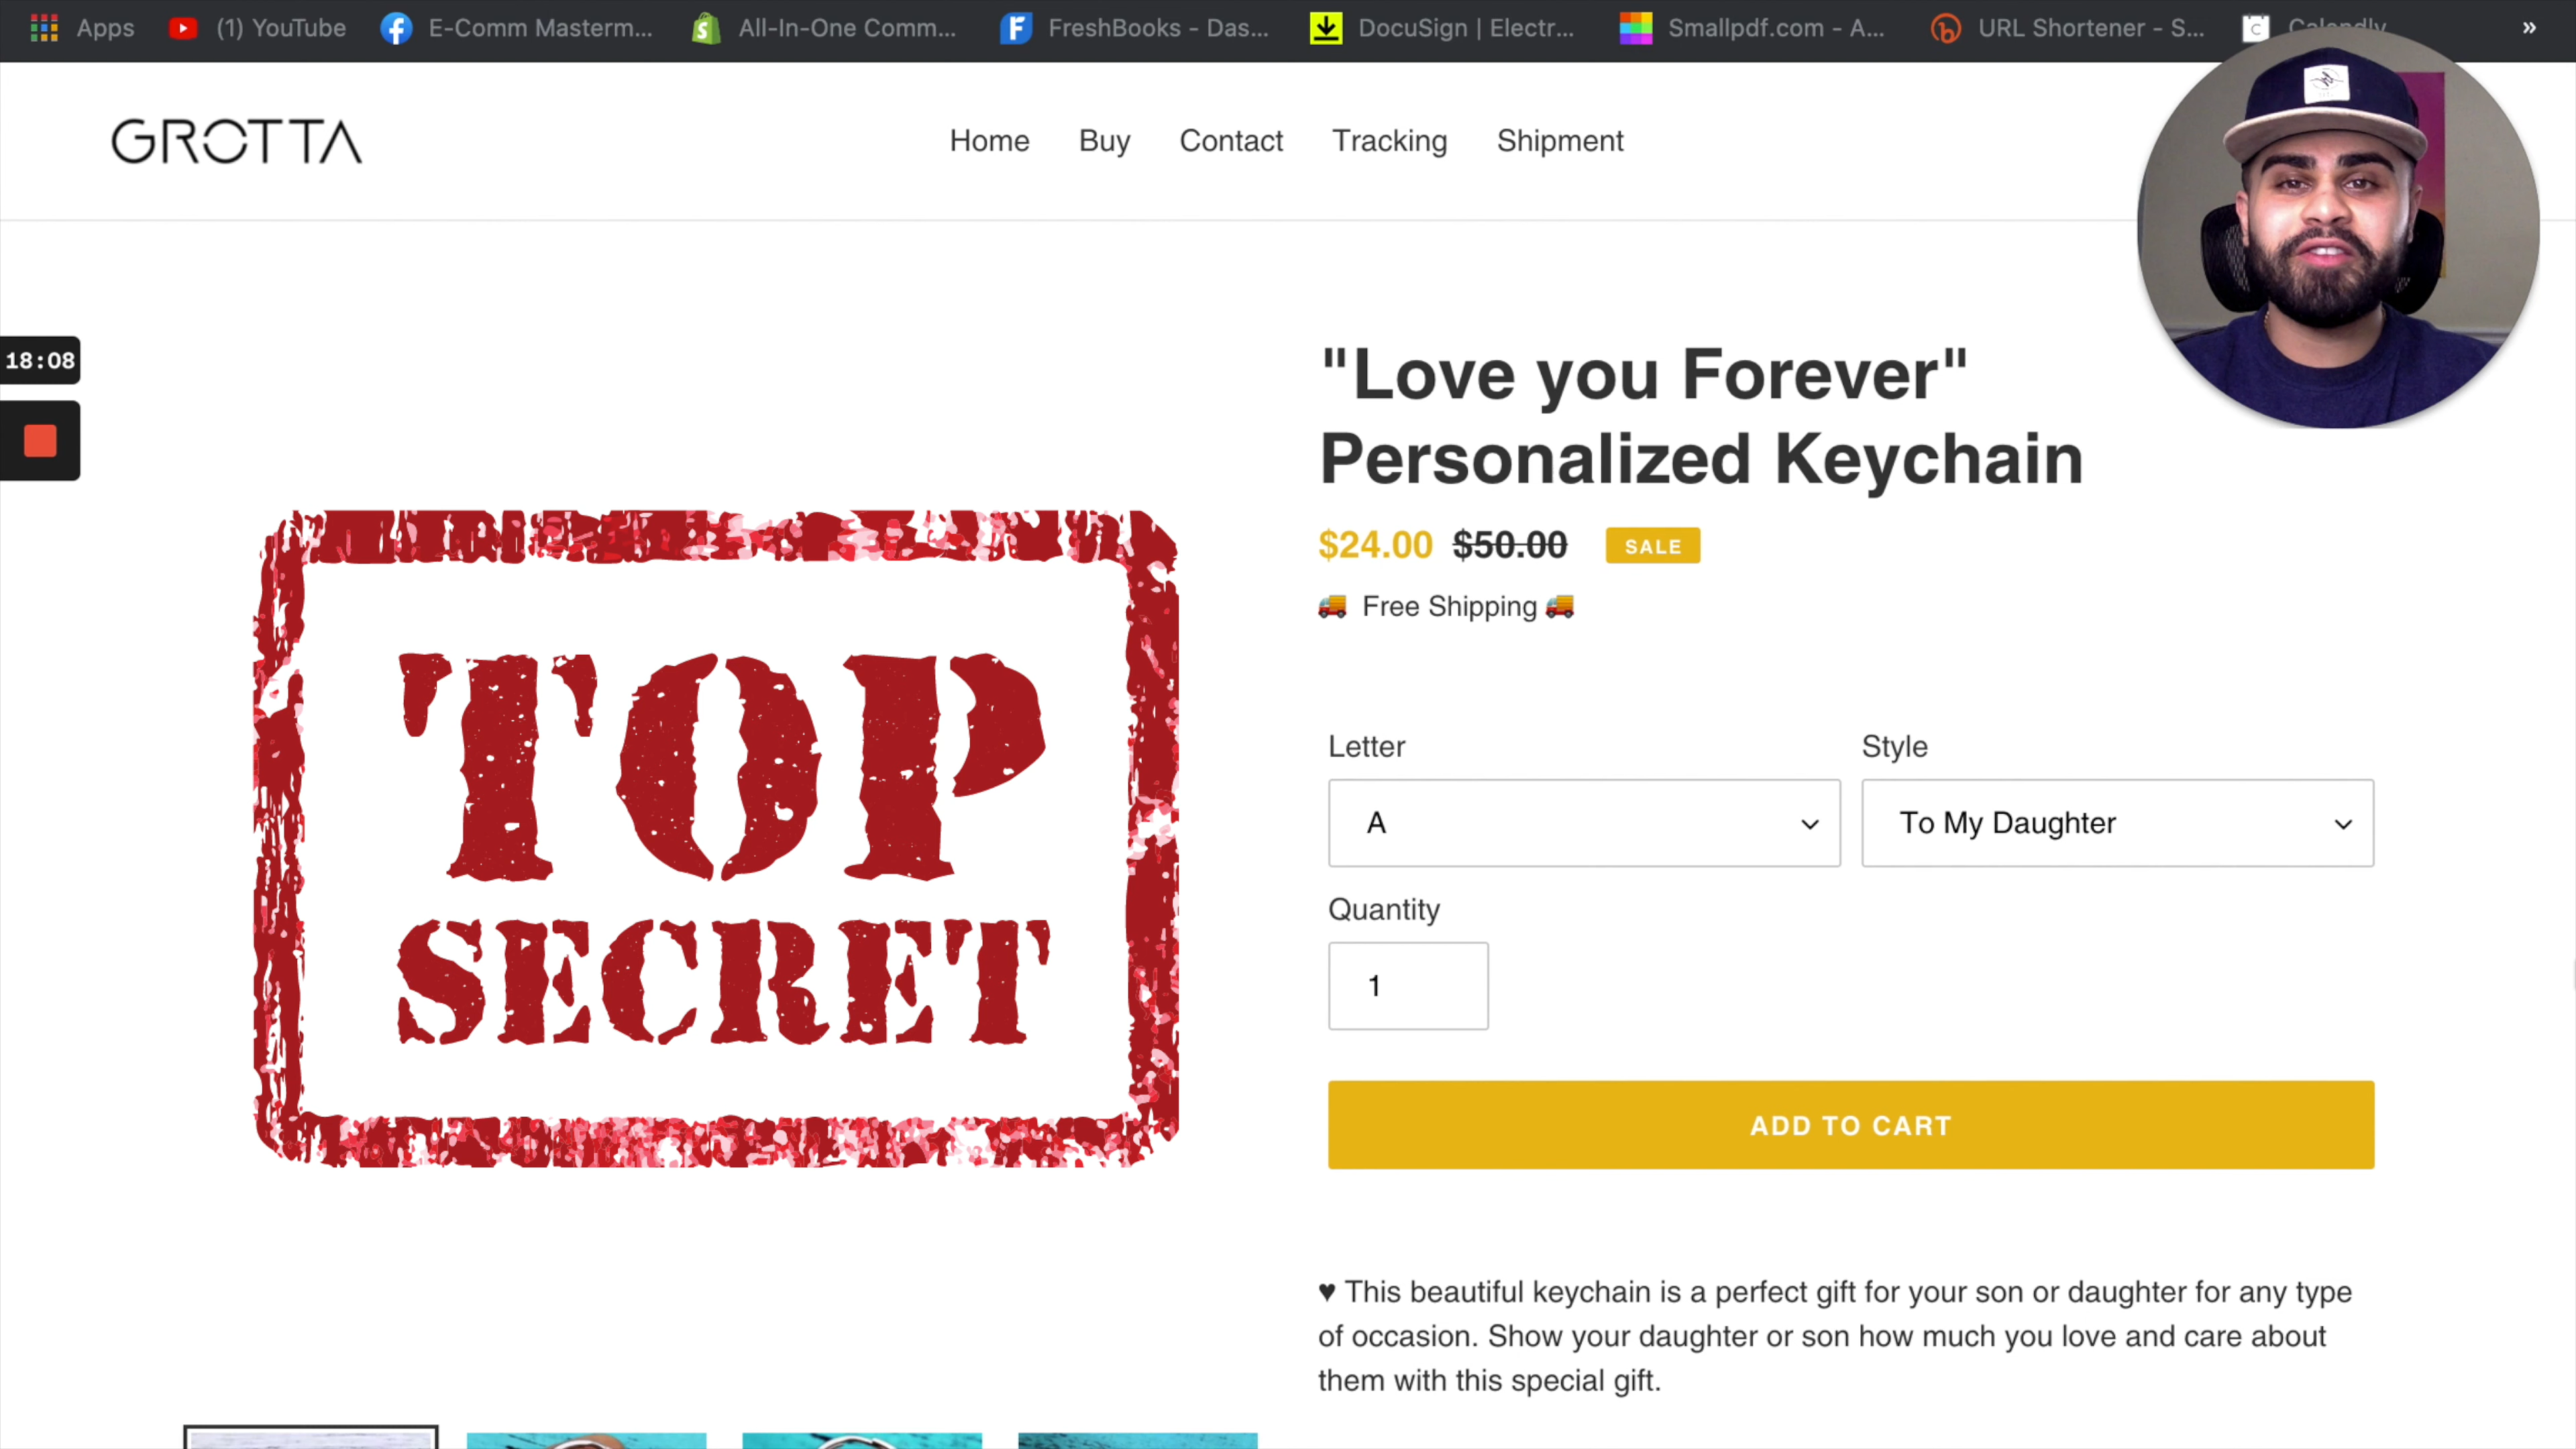 Apps
(1) YouTube
E-Comm Masterm...
All-In-One Comm...
FreshBooks - Das...
DocuSign | Electr...
Smallpdf.com - A...
URL Shortener - S...
Calendly
»
GROTTA
Home Buy Contact Tracking Shipment
18:08
"Love you Forever"
Personalized Keychain
$24.00 $50.00 SALE
🚚 Free Shipping 🚚
TOP
SECRET
Letter Style
A To My Daughter
Quantity
1
ADD TO CART
♥ This beautiful keychain is a perfect gift for your son or daughter for any type
of occasion. Show your daughter or son how much you love and care about
them with this special gift.